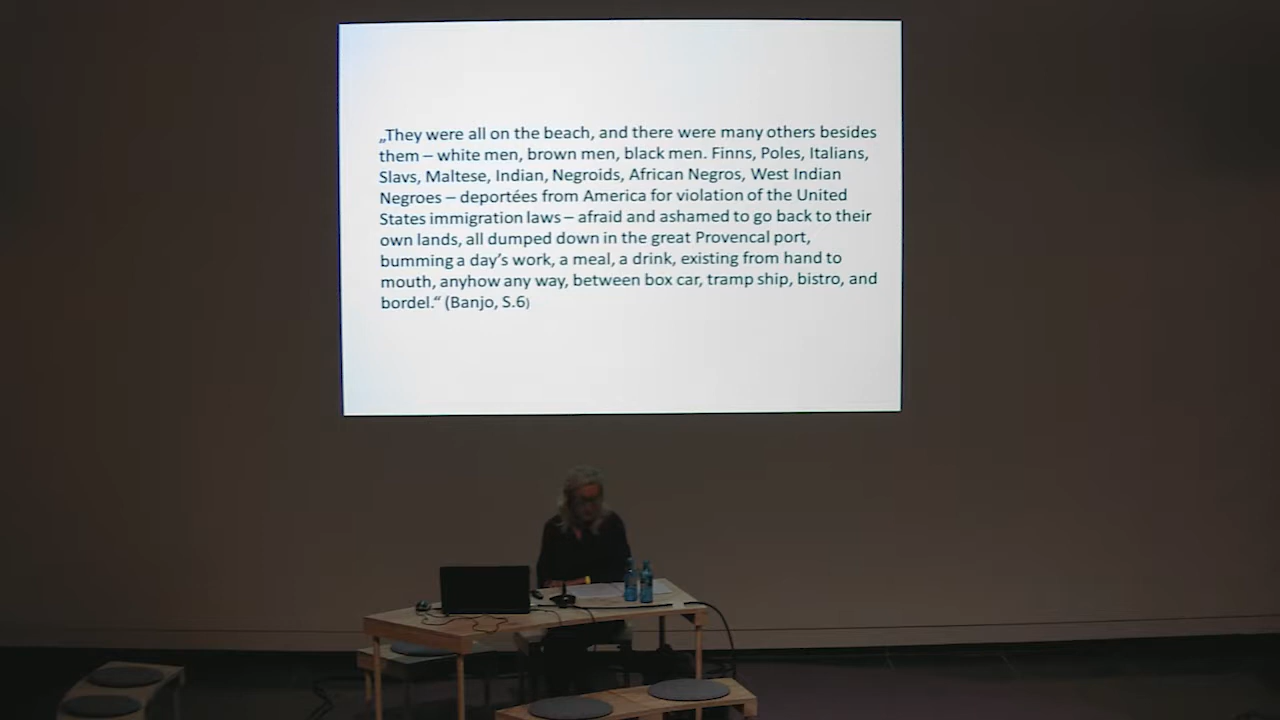 „They were all on the beach, and there were many others besides
them – white men, brown men, black men. Finns, Poles, Italians,
Slavs, Maltese, Indian, Negroids, African Negros, West Indian
Negroes – deportées from America for violation of the United
States immigration laws – afraid and ashamed to go back to their
own lands, all dumped down in the great Provencal port,
bumming a day’s work, a meal, a drink, existing from hand to
mouth, anyhow any way, between box car, tramp ship, bistro, and
bordel.“ (Banjo, S.6)